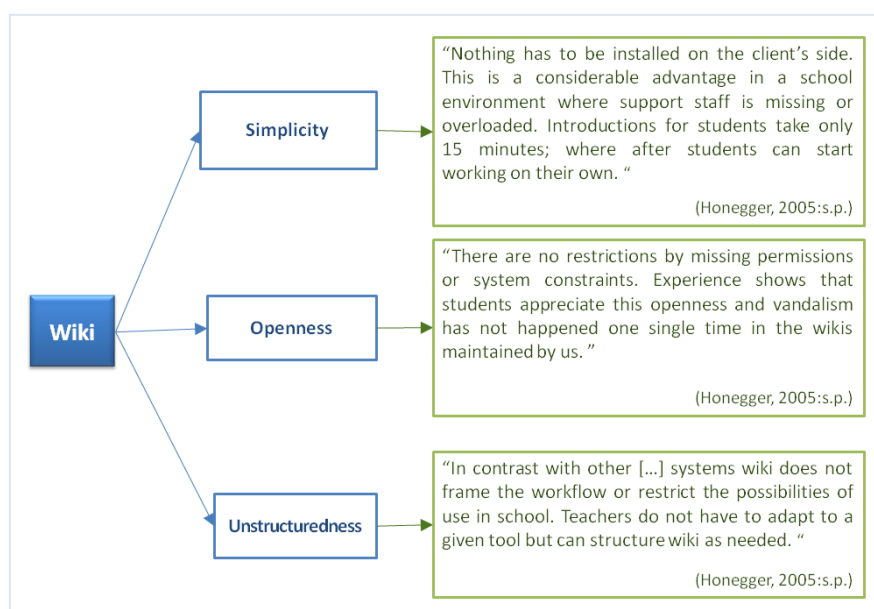 Wiki
Simplicity
“Nothing has to be installed on the client’s side.
This is a considerable advantage in a school
environment where support staff is missing or
overloaded. Introductions for students take only
15 minutes; where after students can start
working on their own. “
(Honegger, 2005:s.p.)
Openness
“There are no restrictions by missing permissions
or system constraints. Experience shows that
students appreciate this openness and vandalism
has not happened one single time in the wikis
maintained by us. ”
(Honegger, 2005:s.p.)
Unstructuredness
“In contrast with other […] systems wiki does not
frame the workflow or restrict the possibilities of
use in school. Teachers do not have to adapt to a
given tool but can structure wiki as needed. “
(Honegger, 2005:s.p.)